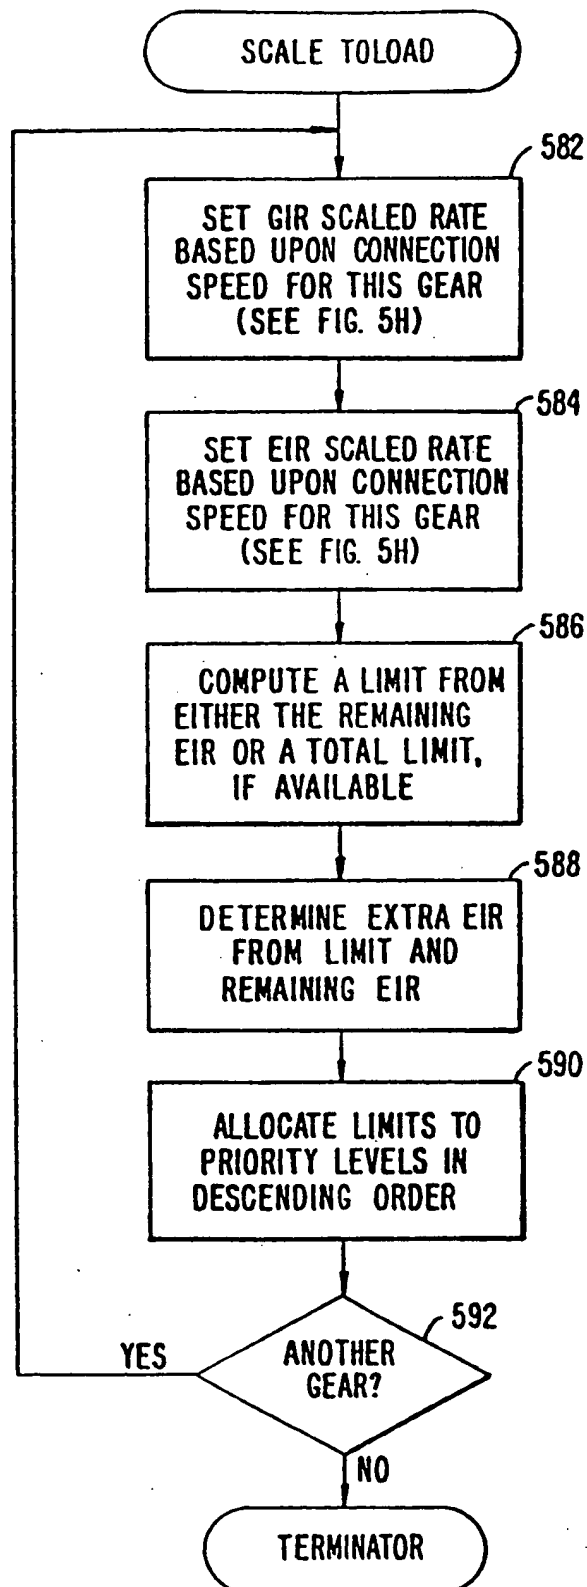 SCALE TOLOAD
582
SET GIR SCALED RATE
BASED UPON CONNECTION
SPEED FOR THIS GEAR
(SEE FIG. 5H)
584
SET EIR SCALED RATE
BASED UPON CONNECTION
SPEED FOR THIS GEAR
(SEE FIG. 5H)
586
COMPUTE A LIMIT FROM
EITHER THE REMAINING
EIR OR A TOTAL LIMIT,
IF AVAILABLE
588
DETERMINE EXTRA EIR
FROM LIMIT AND
REMAINING EIR
590
ALLOCATE LIMITS TO
PRIORITY LEVELS IN
DESCENDING ORDER
592
YES
ANOTHER
GEAR?
NO
TERMINATOR